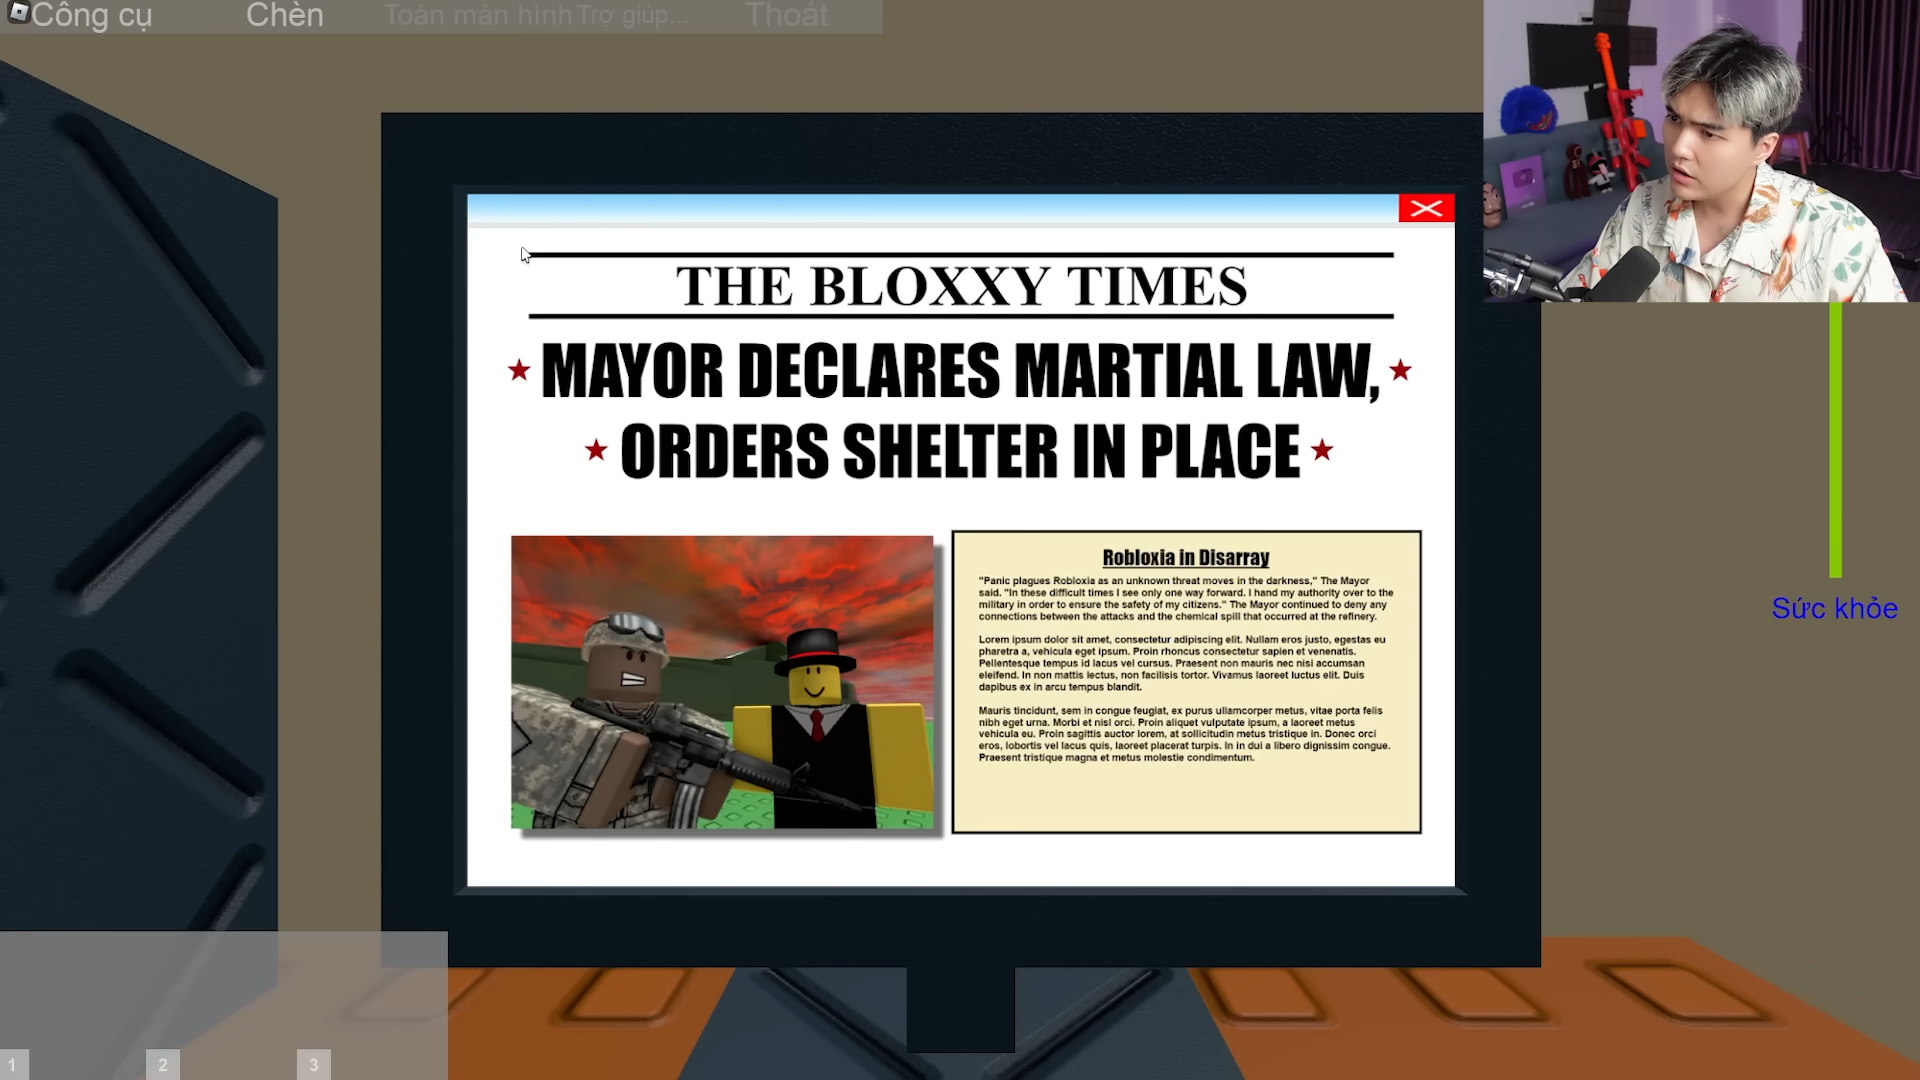 Công cụ Chèn Toàn màn hình Trợ giúp... Thoát
THE BLOXXY TIMES
MAYOR DECLARES MARTIAL LAW,
ORDERS SHELTER IN PLACE
Robloxia in Disarray
"Panic plagues Robloxia as an unknown threat moves in the darkness," The Mayor
said. "In these difficult times I see only one way forward. I hand my authority over to the
military in order to ensure the safety of my citizens." The Mayor continued to deny any
connections between the attacks and the chemical spill that occurred at the refinery.
Lorem ipsum dolor sit amet, consectetur adipiscing elit. Nullam eros justo, egestas eu
pharetra a, vehicula eget ipsum. Proin rhoncus consectetur sapien et venenatis.
Pellentesque tempus id lacus vel cursus. Praesent non mauris nec nisi accumsan
eleifend. In non mattis lectus, non facilisis tortor. Vivamus laoreet luctus elit. Duis
dapibus ex in arcu tempus blandit.
Mauris tincidunt, sem in congue feugiat, ex purus ullamcorper metus, vitae porta felis
nibh eget urna. Morbi et nisl orci. Proin aliquet vulputate ipsum, a laoreet metus
vehicula eu. Proin sagittis auctor lorem, at sollicitudin metus tristique in. Donec orci
eros, lobortis vel lacus quis, laoreet placerat turpis. In in dui a libero dignissim congue.
Praesent tristique magna et metus molestie condimentum.
Sức khỏe
1 2 3